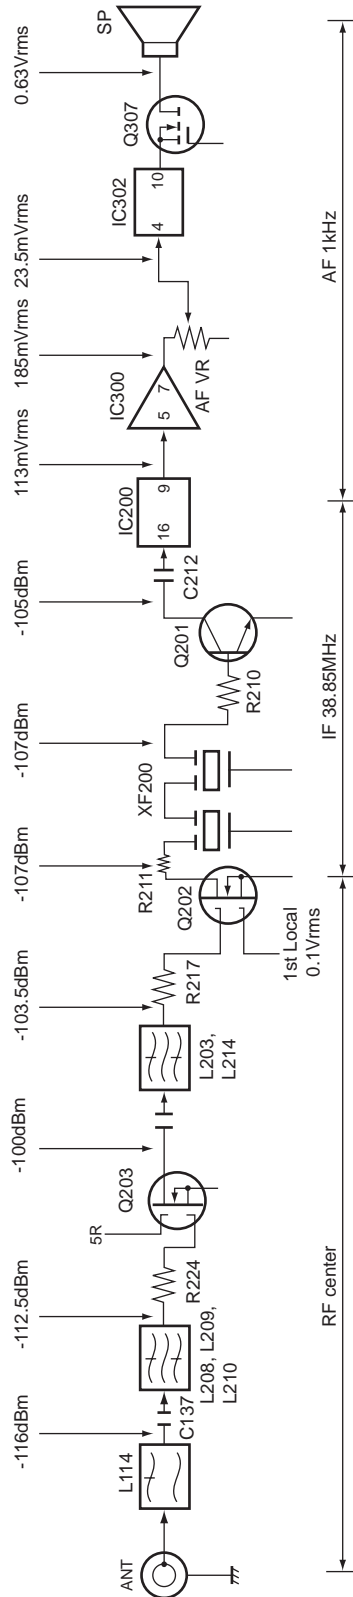 -116dBm
-112.5dBm
-100dBm
-103.5dBm
-107dBm
-107dBm
-105dBm
113mVrms
185mVrms
23.5mVrms
0.63Vrms
ANT
L114
C137
L208, L209,
L210
R224
5R
Q203
L203,
L214
R217
Q202
1st Local
0.1Vrms
R211
XF200
R210
Q201
C212
IC200
16
9
IC300
5
7
AF VR
IC302
4
10
Q307
SP
RF center
IF 38.85MHz
AF 1kHz